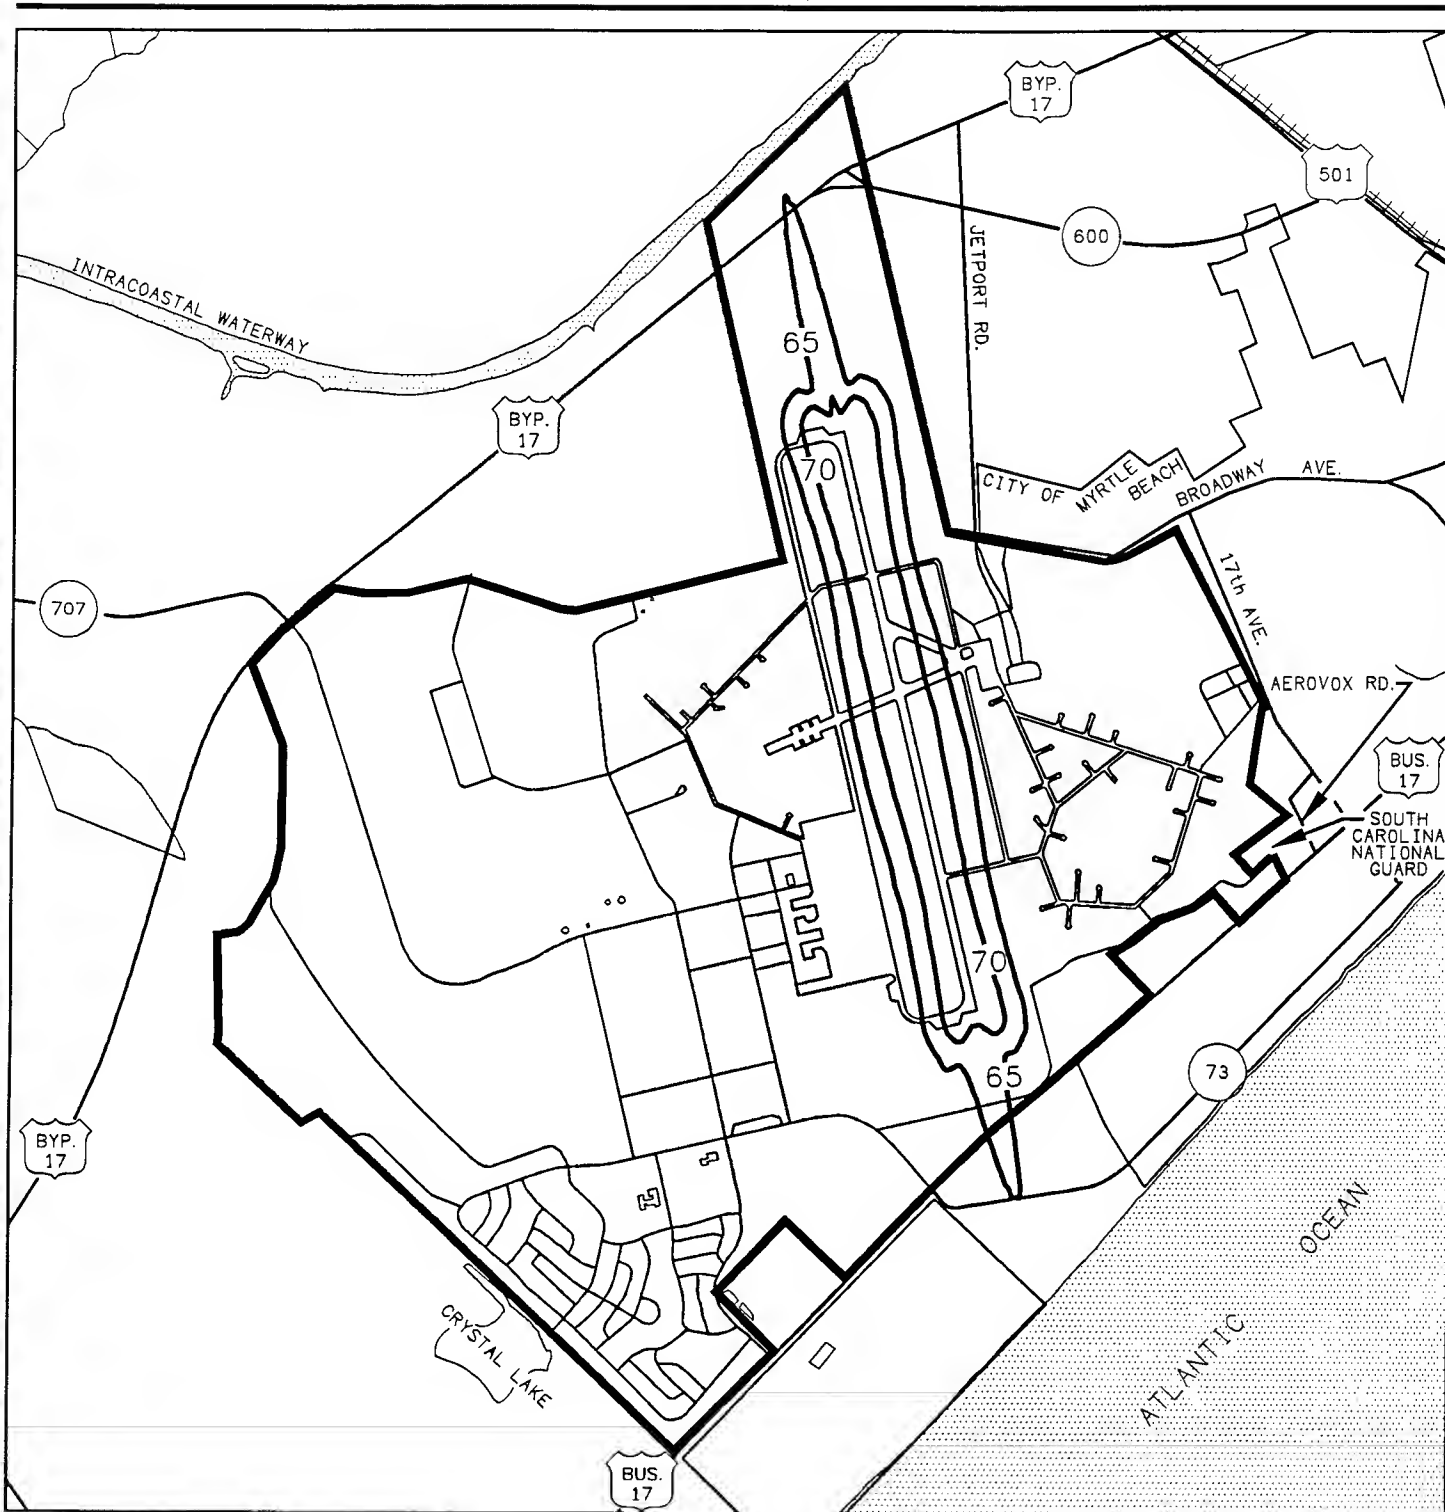 BYP.
17
501
600
JETPORT RD.
INTRACOASTAL WATERWAY
65
BYP.
17
70
CITY OF MYRTLE BEACH
BROADWAY AVE.
17th AVE.
707
AEROVOX RD.
BUS.
17
SOUTH
CAROLINA
NATIONAL
GUARD
70
65
73
BYP.
17
ATLANTIC OCEAN
CRYSTAL LAKE
BUS.
17